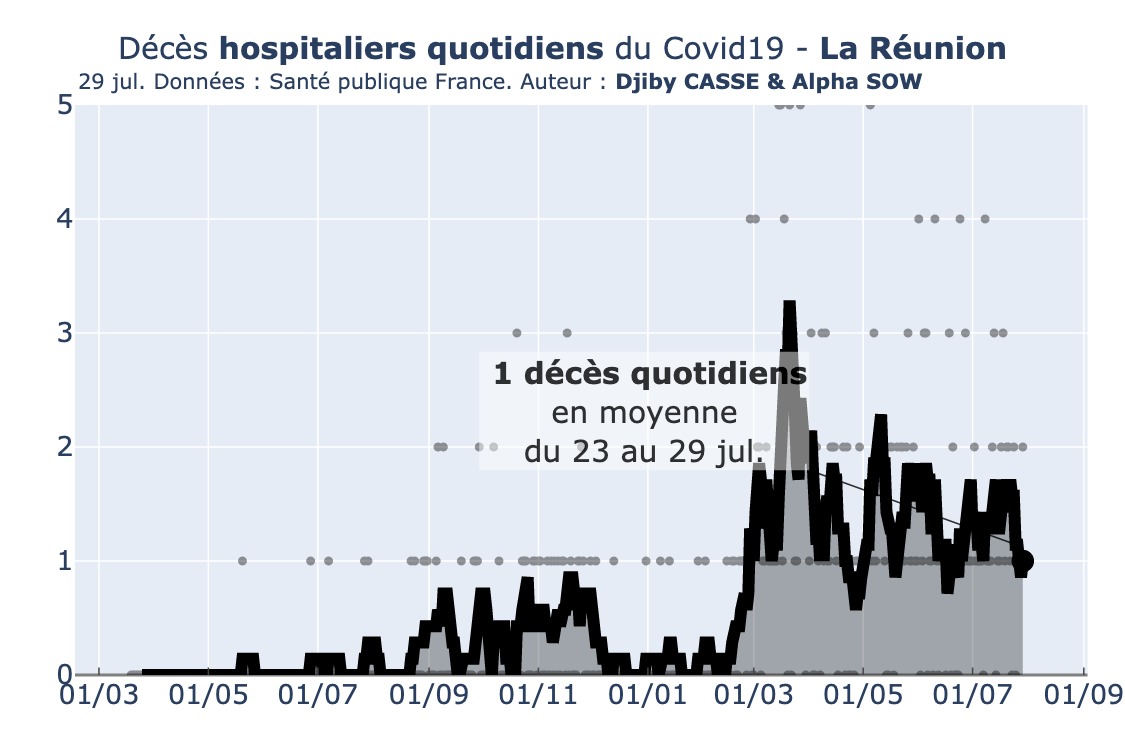 Décès hospitaliers quotidiens du Covid19 - La Réunion
29 jul. Données : Santé publique France. Auteur : Djiby CASSE & Alpha SOW
5
4
3
2
1
0
1 décès quotidiens
en moyenne
du 23 au 29 jul.
01/03 01/05 01/07 01/09 01/11 01/01 01/03 01/05 01/07 01/09